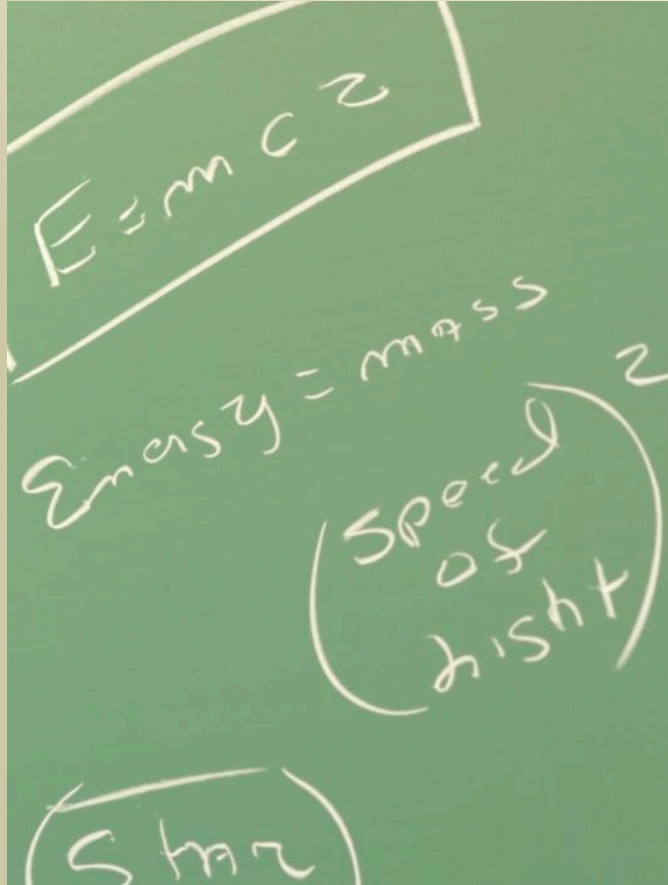 E=mc2
Energy = mass
(speed
of
light)2
Star